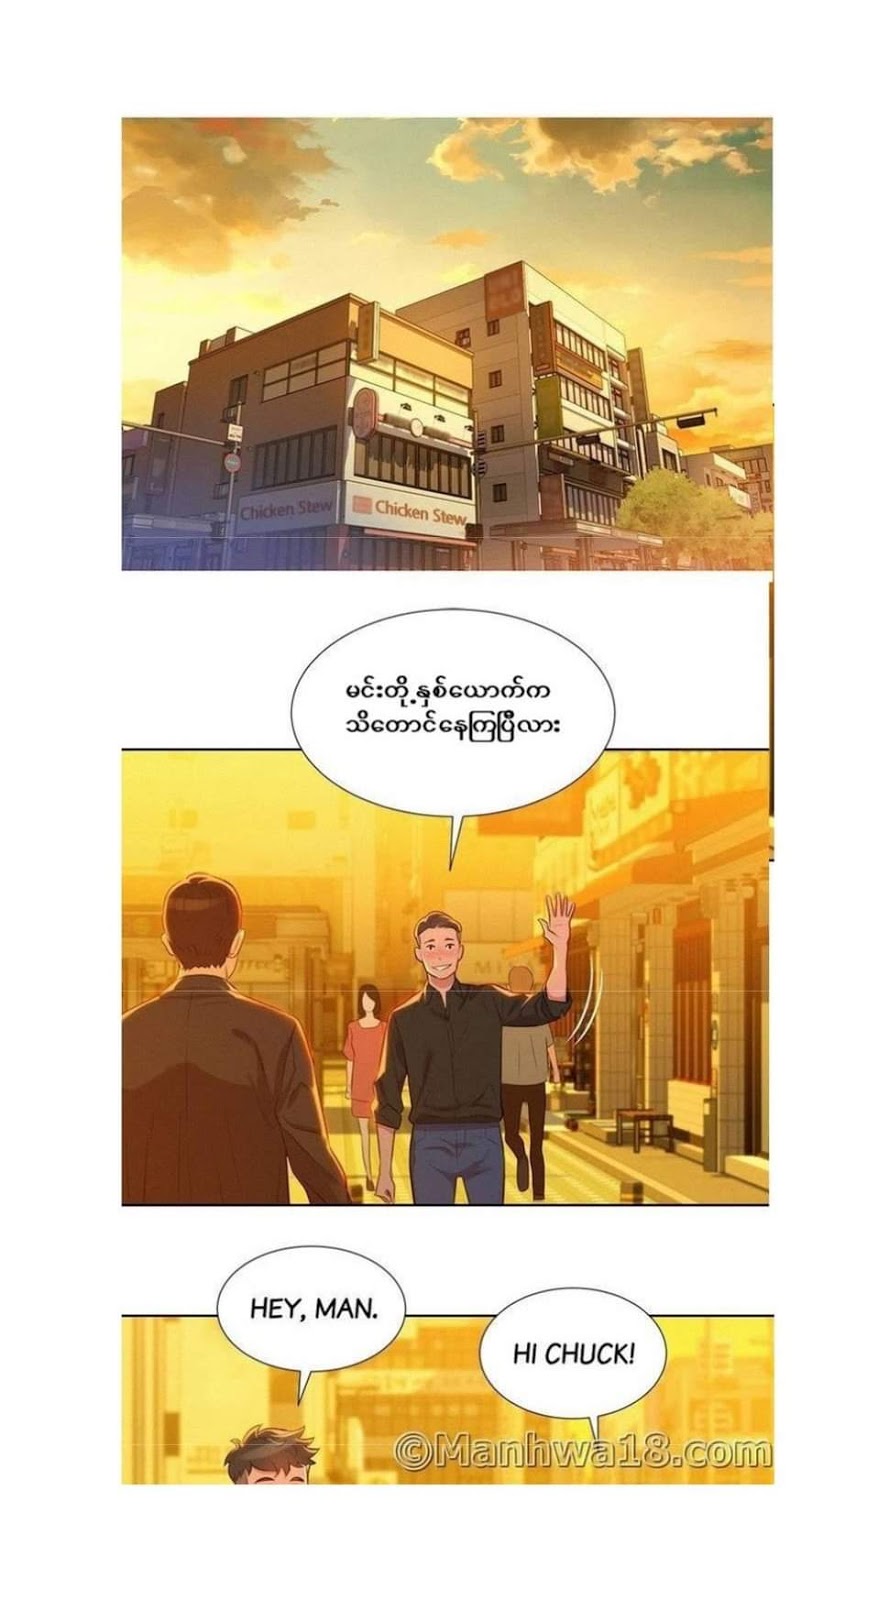 Chicken Stew
Chicken Stew
မင်းတို့နှစ်ယောက်က
သိတောင်နေကြပြီလား
HEY, MAN.
HI CHUCK!
©Manhwa18.com